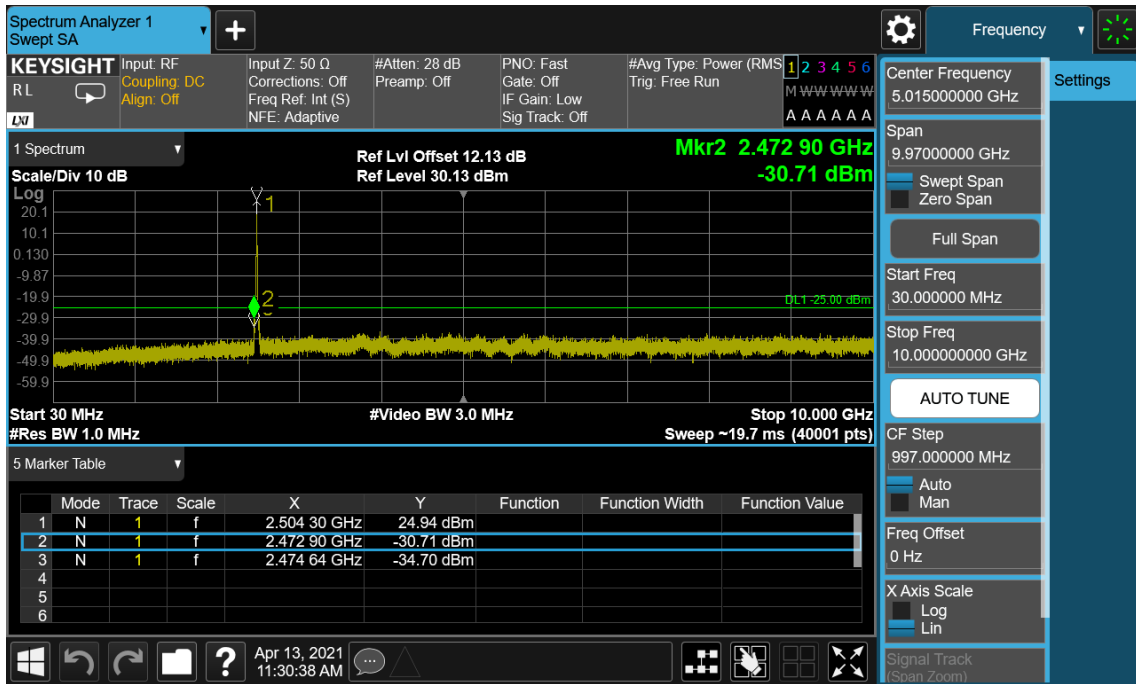 Spectrum Analyzer 1
Swept SA
+
Frequency
KEYSIGHT
RL
LXI
Input: RF
Coupling: DC
Align: Off
Input Z: 50 Ω
Corrections: Off
Freq Ref: Int (S)
NFE: Adaptive
#Atten: 28 dB
Preamp: Off
PNO: Fast
Gate: Off
IF Gain: Low
Sig Track: Off
#Avg Type: Power (RMS
Trig: Free Run
1 2 3 4 5 6
M W W W W W
A A A A A A
Center Frequency
5.015000000 GHz
Settings
Span
9.97000000 GHz
Swept Span
Zero Span
Full Span
Start Freq
30.000000 MHz
Stop Freq
10.000000000 GHz
AUTO TUNE
CF Step
997.000000 MHz
Auto
Man
Freq Offset
0 Hz
X Axis Scale
Log
Lin
Signal Track
(Span Zoom)
1 Spectrum
Scale/Div 10 dB
Ref Lvl Offset 12.13 dB
Ref Level 30.13 dBm
Mkr2 2.472 90 GHz
-30.71 dBm
Log
20.1
10.1
0.130
-9.87
-19.9
-29.9
-39.9
-49.9
-59.9
1
2
DL1 -25.00 dBm
Start 30 MHz
#Video BW 3.0 MHz
Stop 10.000 GHz
#Res BW 1.0 MHz
Sweep ~19.7 ms (40001 pts)
5 Marker Table
Mode Trace Scale X Y Function Function Width Function Value
1 N 1 f 2.504 30 GHz 24.94 dBm
2 N 1 f 2.472 90 GHz -30.71 dBm
3 N 1 f 2.474 64 GHz -34.70 dBm
4
5
6
?
Apr 13, 2021
11:30:38 AM